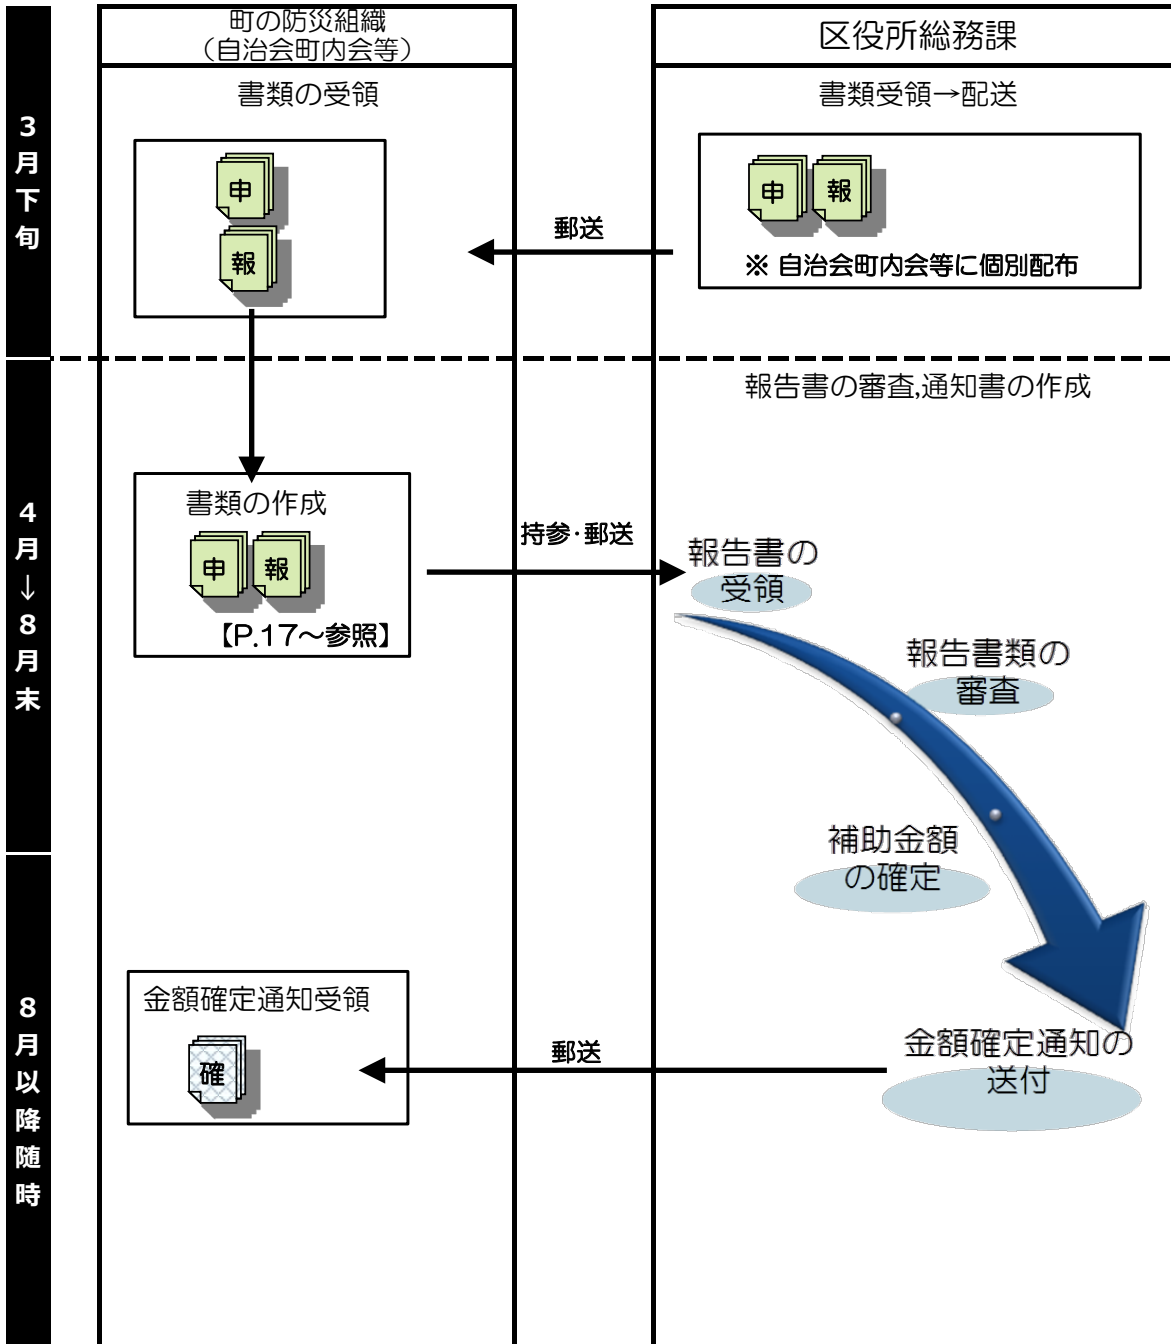 町の防災組織
（自治会町内会等）
区役所総務課
3月下旬
書類の受領
書類受領→配送
申
報
郵送
申
報
※ 自治会町内会等に個別配布
4月↓8月末
報告書の審査,通知書の作成
書類の作成
申
報
【P.17～参照】
持参･郵送
報告書の
受領
報告書類の
審査
補助金額
の確定
8月以降随時
金額確定通知受領
確
郵送
金額確定通知の
送付